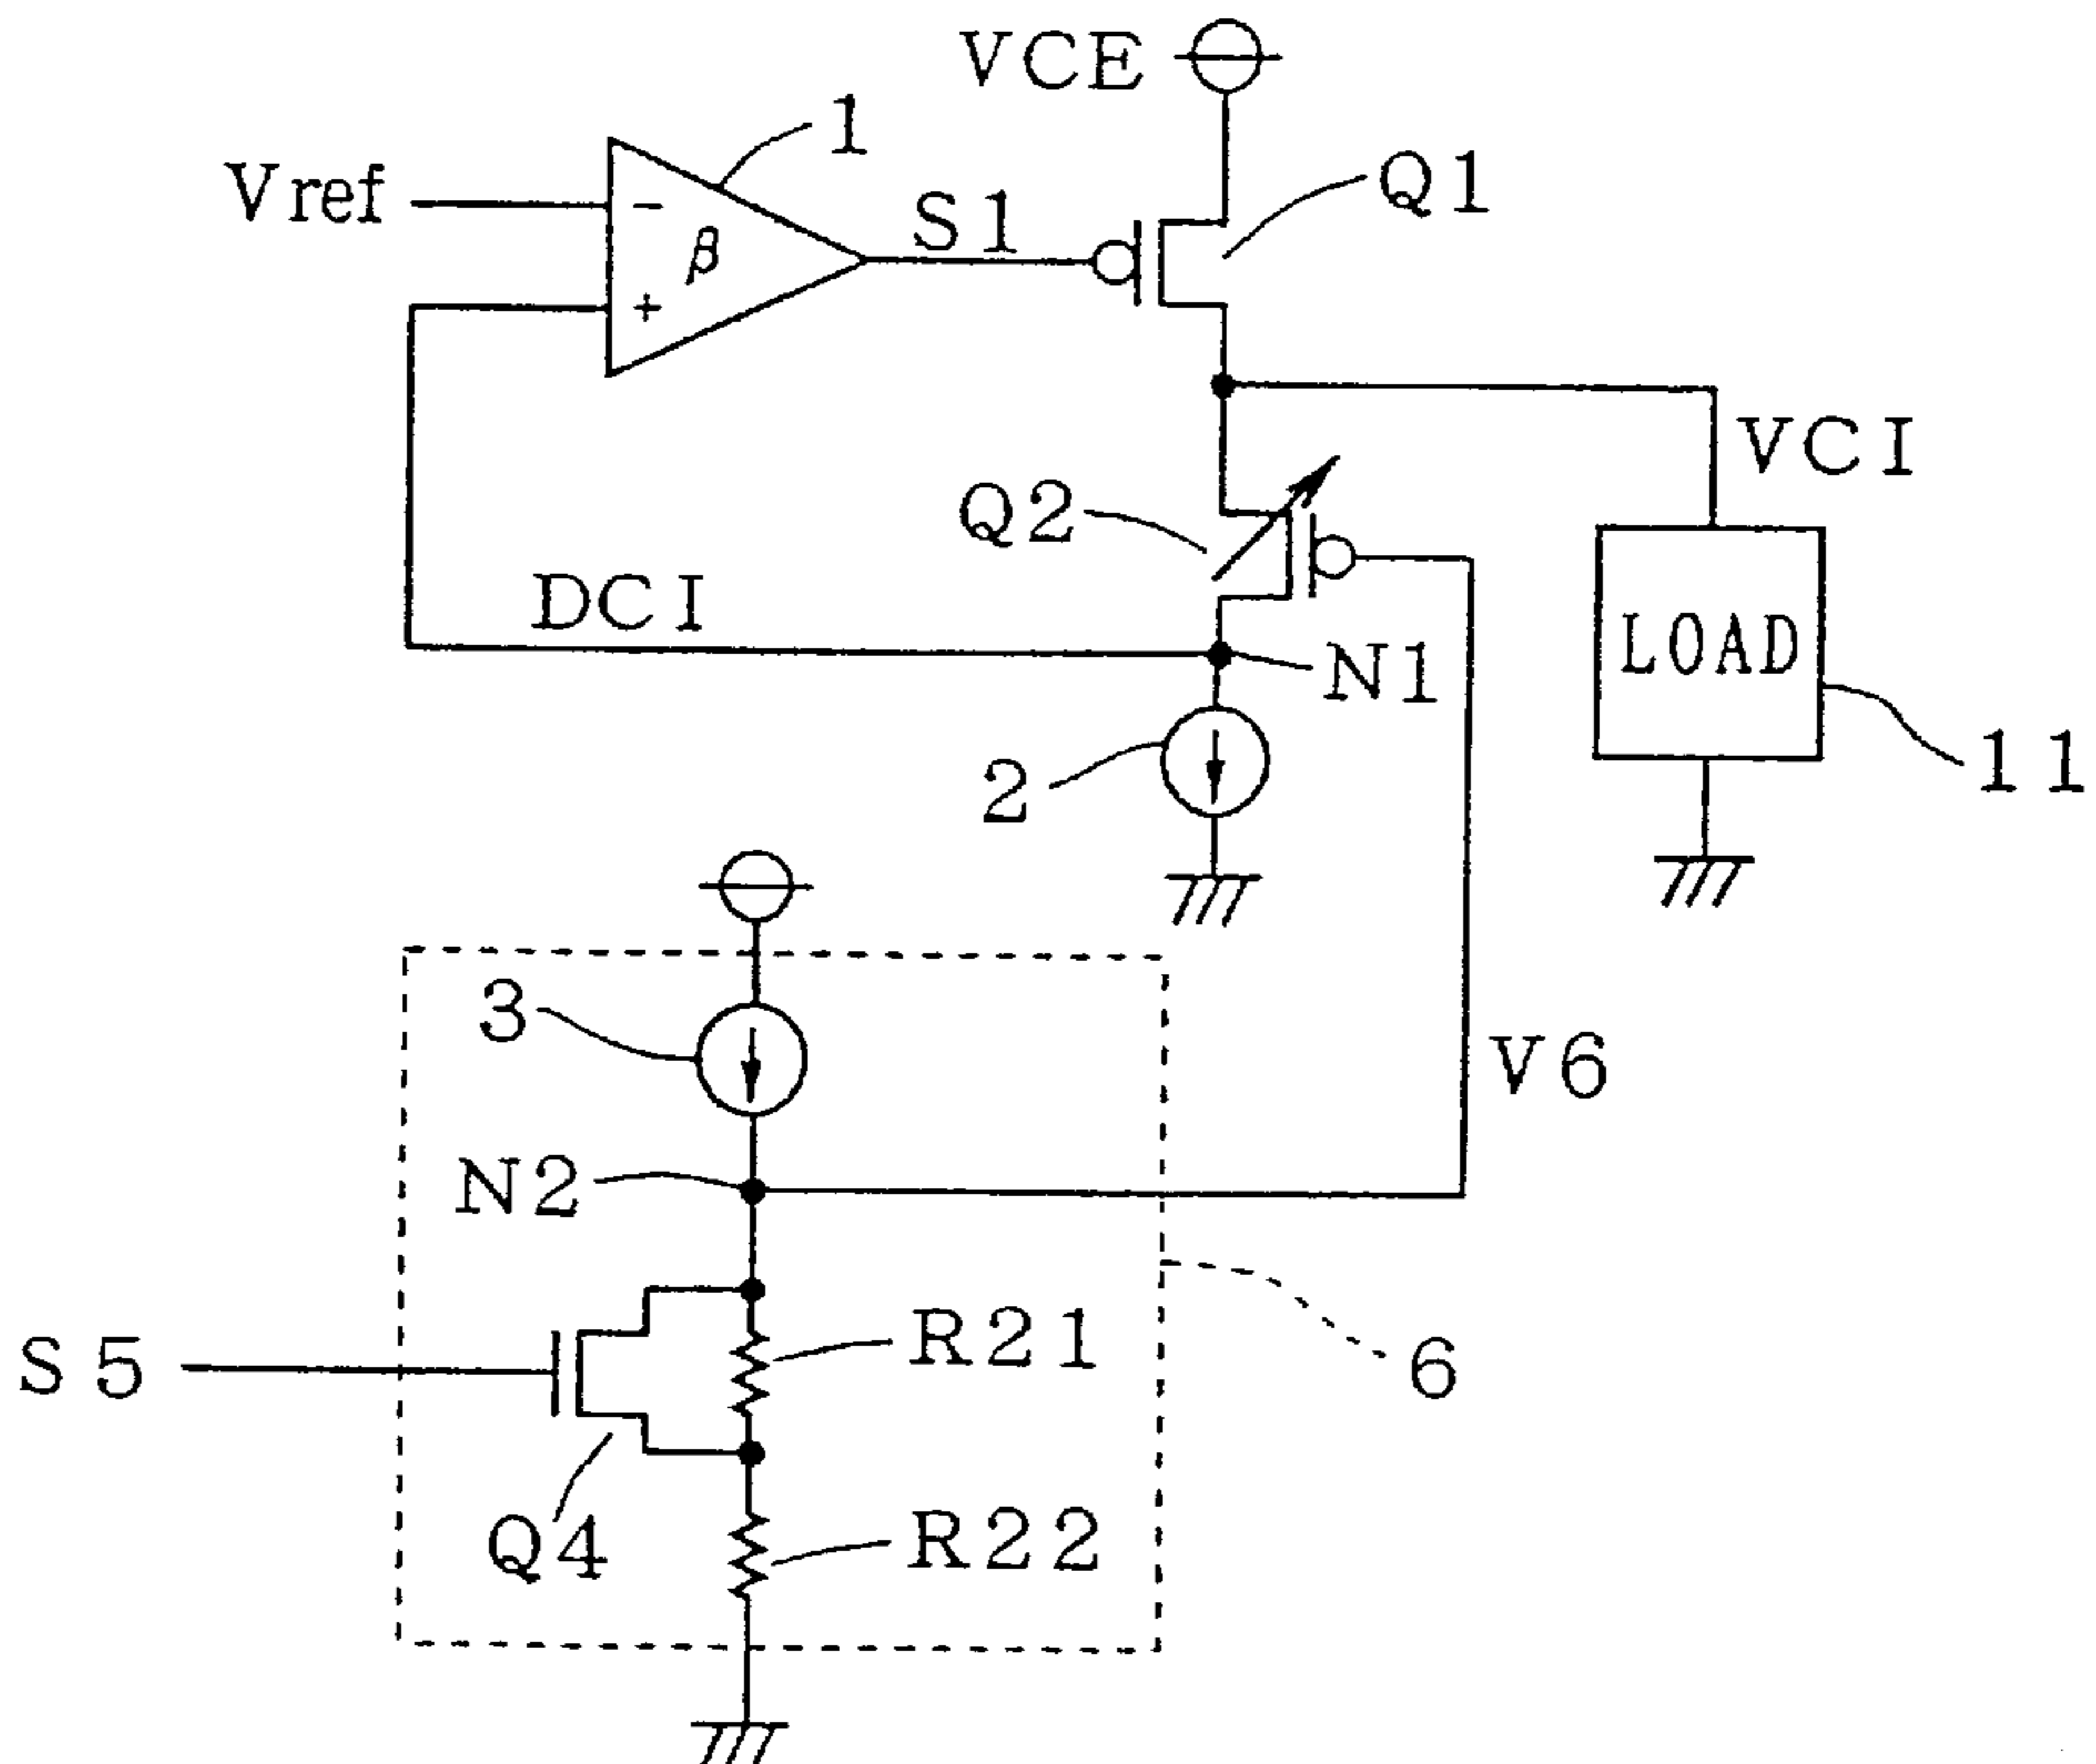 VCE
1
Vref
-
β
+
S1
Q1
VCI
Q2
DCI
N1
LOAD
2
11
3
V6
N2
R21
S5
6
Q4
R22